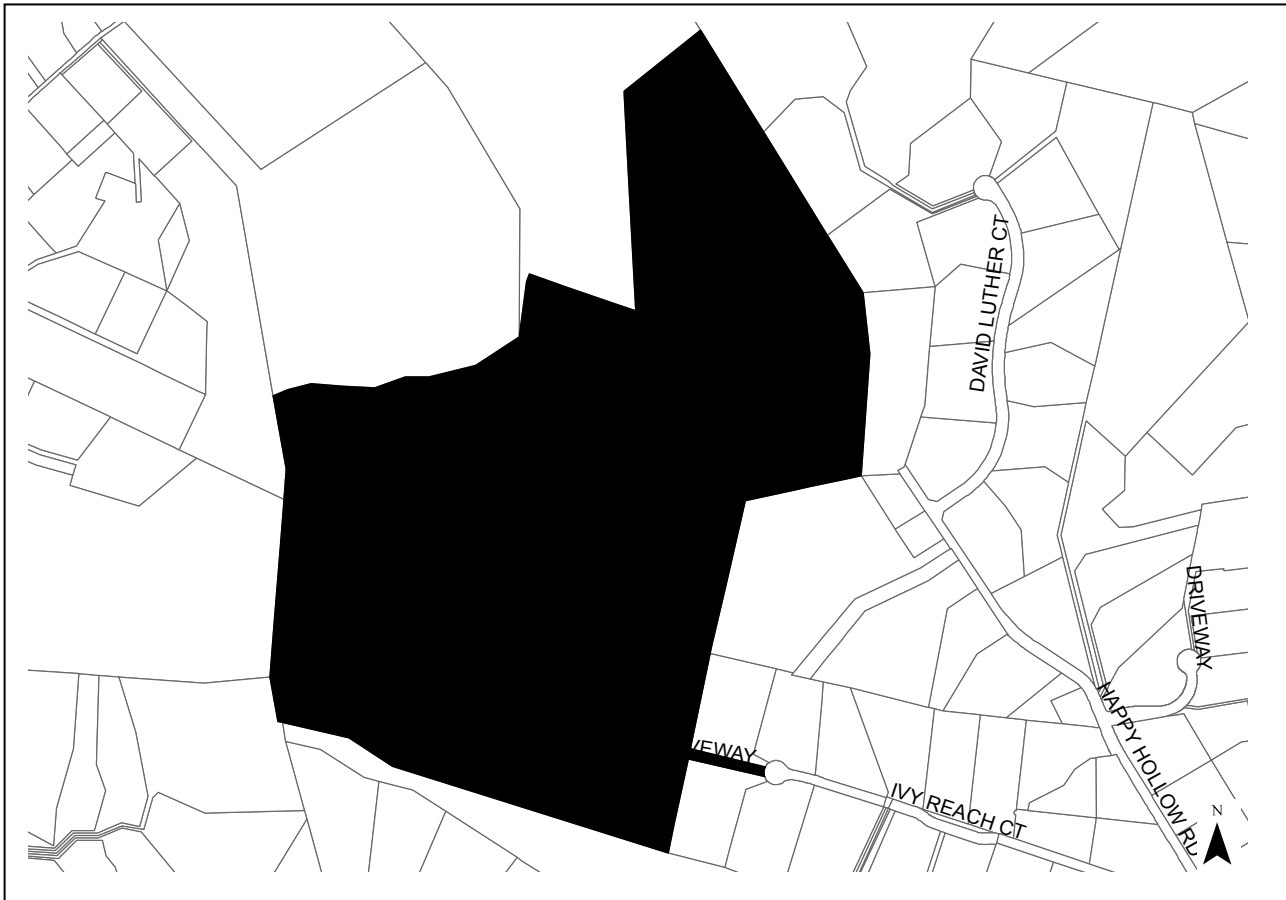 N
DAVID LUTHER CT
DRIVEWAY
HAPPY HOLLOW RD
VEWAY
IVY REACH CT